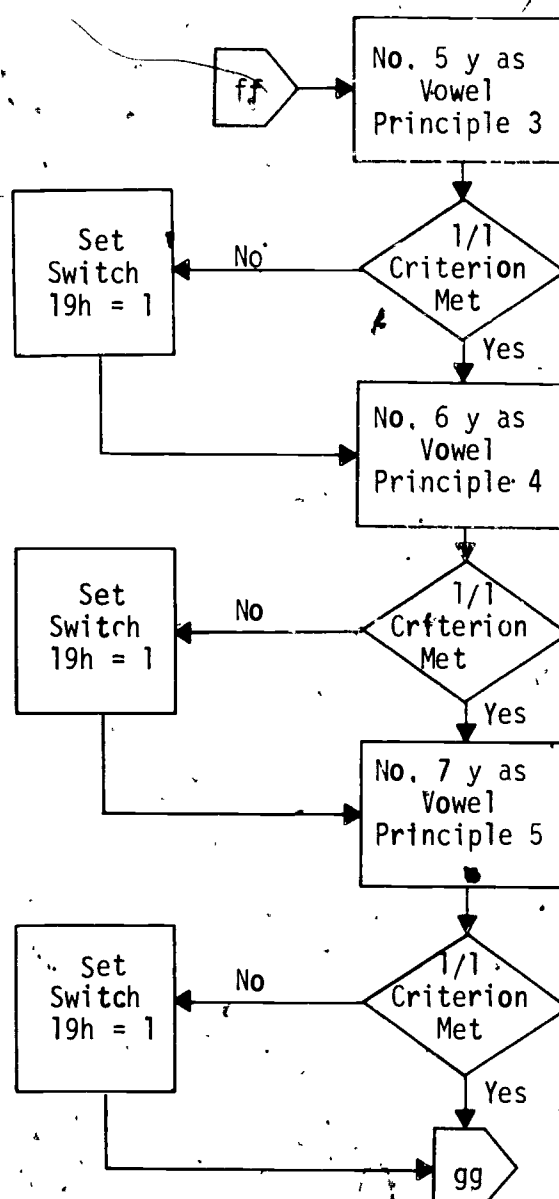 ff
No. 5 y as
Vowel
Principle 3
1/1
Criterion
Met
No
Set
Switch
19h = 1
Yes
No. 6 y as
Vowel
Principle 4
1/1
Criterion
Met
No
Set
Switch
19h = 1
Yes
No. 7 y as
Vowel
Principle 5
1/1
Criterion
Met
No
Set
Switch
19h = 1
Yes
gg